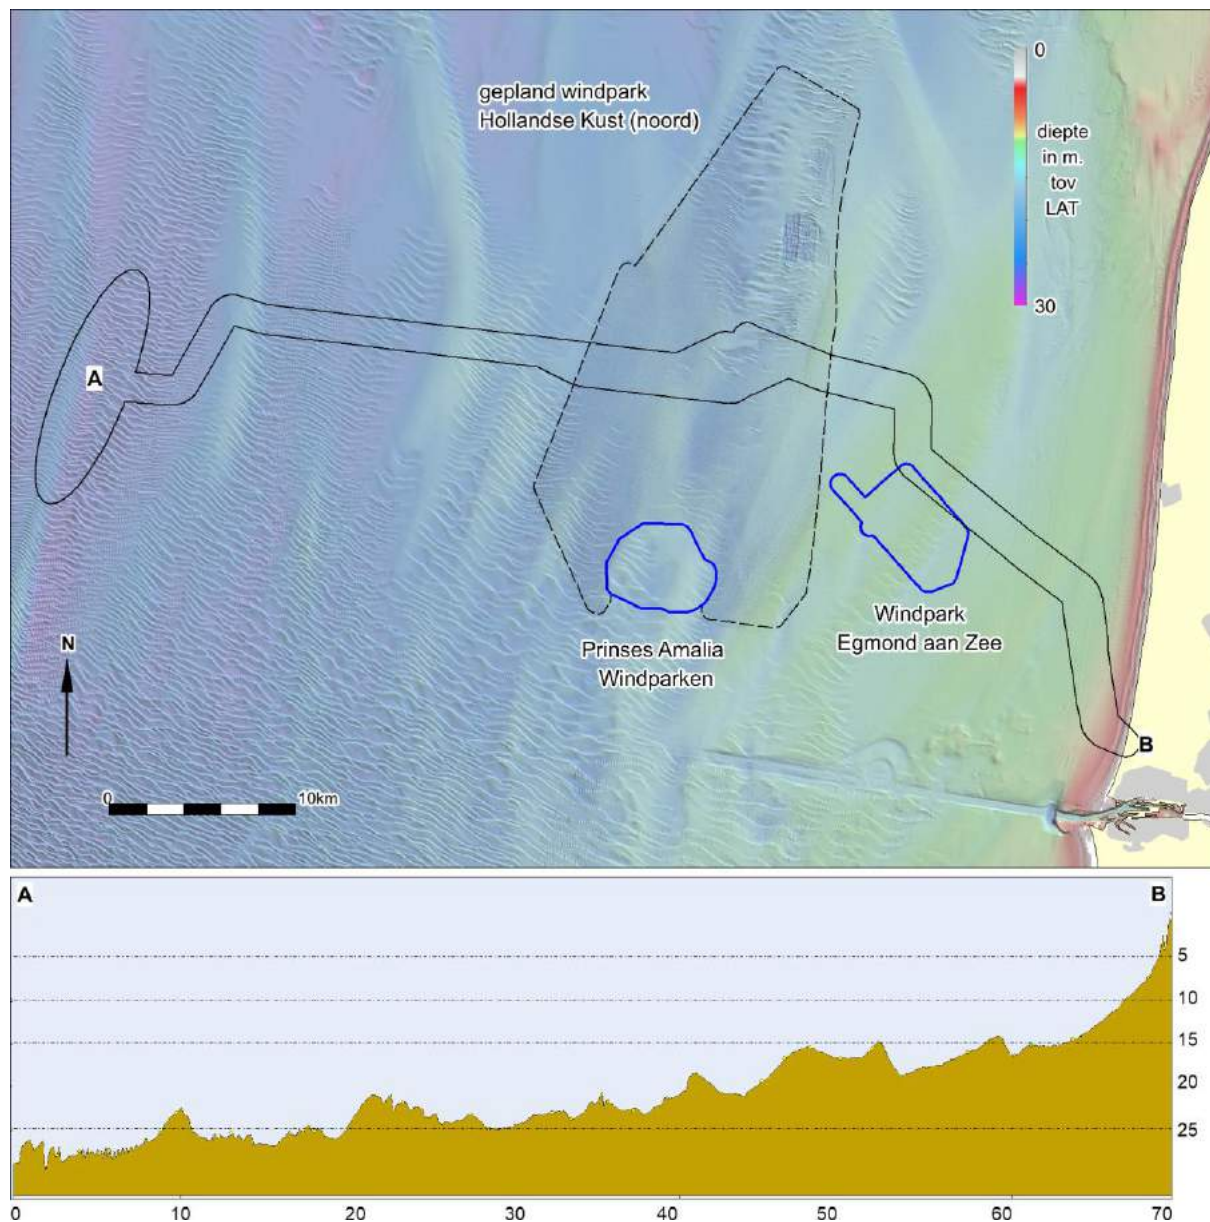 gepland windpark
Hollandse Kust (noord)
0
diepte
in m.
tov
LAT
30
A
Windpark
Egmond aan Zee
Prinses Amalia
Windparken
N
B
0
10km
A
B
5
10
15
20
25
0
10
20
30
40
50
60
70